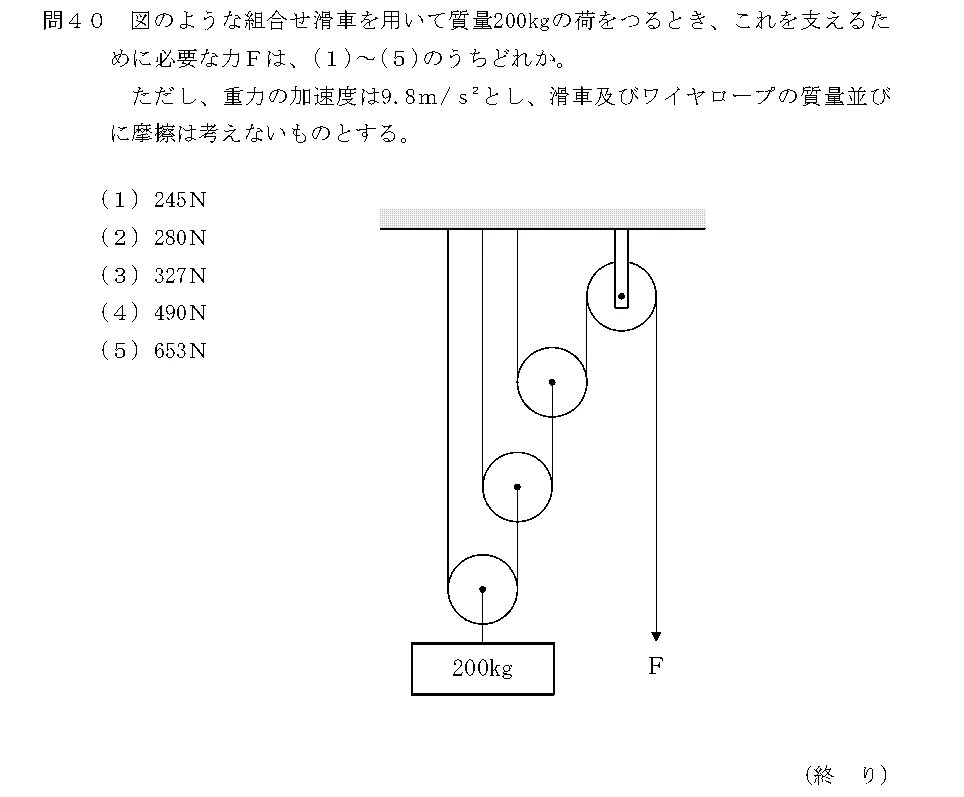 問４０　図のような組合せ滑車を用いて質量200kgの荷をつるとき、これを支えるた
めに必要な力Ｆは、(１)～(５)のうちどれか。
ただし、重力の加速度は9.8ｍ/ｓ²とし、滑車及びワイヤロープの質量並び
に摩擦は考えないものとする。
(１) 245Ｎ
(２) 280Ｎ
(３) 327Ｎ
(４) 490Ｎ
(５) 653Ｎ
200kg
Ｆ
(終　り)